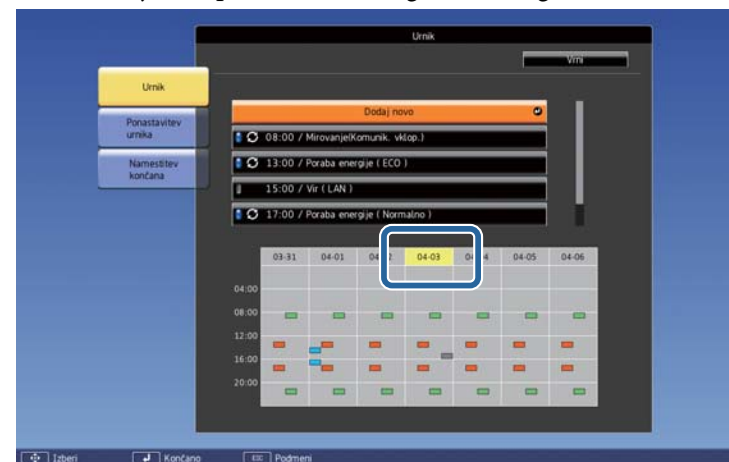 Urnik
Vrni
Urnik
Ponastavitev
urnika
Namestitev
končana
Dodaj novo
08:00 / Mirovanje(Komunik. vklop.)
13:00 / Poraba energije ( ECO )
15:00 / Vir ( LAN )
17:00 / Poraba energije ( Normalno )
03-31 04-01 04-03 04-05 04-06
04:00
08:00
12:00
16:00
20:00
Izberi Končano Esc Podmeni